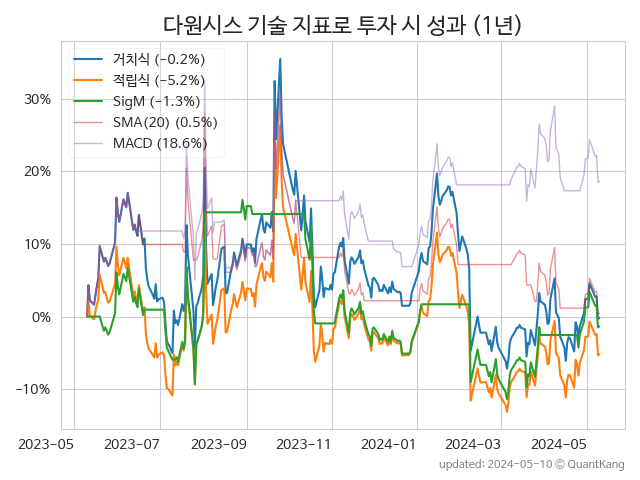 다원시스 기술 지표로 투자 시 성과 (1년)
거치식 (−0.2%)
적립식 (−5.2%)
SigM (−1.3%)
SMA(20) (0.5%)
MACD (18.6%)
30%
20%
10%
0%
−10%
2023-05 2023-07 2023-09 2023-11 2024-01 2024-03 2024-05
updated: 2024-05-10 © QuantKang